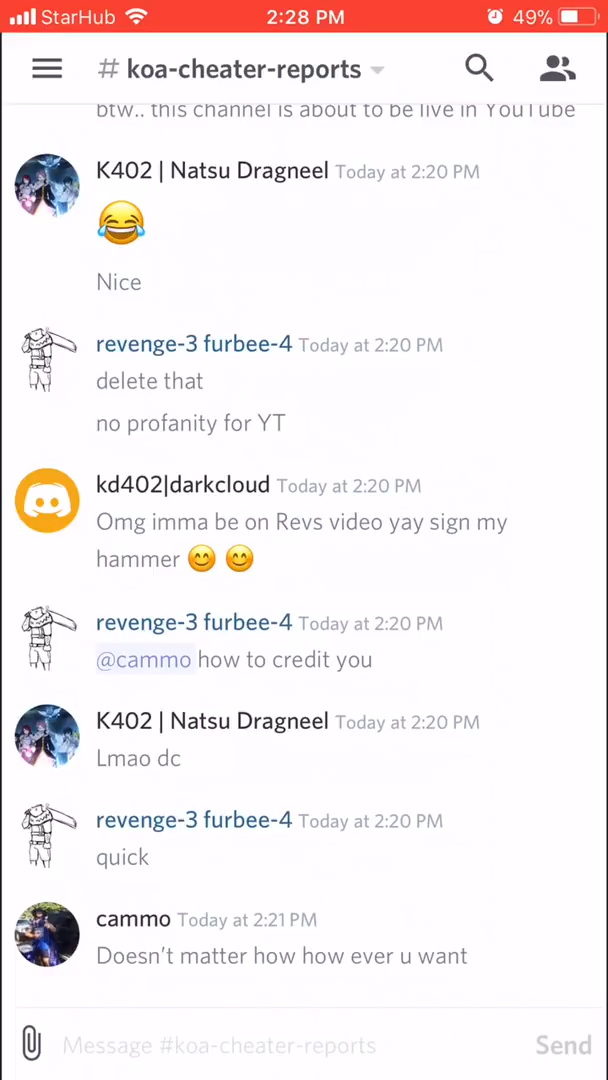 StarHub 2:28 PM 49%
# koa-cheater-reports
btw.. this channel is about to be live in YouTube
K402 | Natsu Dragneel Today at 2:20 PM
😂
Nice
revenge-3 furbee-4 Today at 2:20 PM
delete that
no profanity for YT
kd402|darkcloud Today at 2:20 PM
Omg imma be on Revs video yay sign my
hammer 😊 😊
revenge-3 furbee-4 Today at 2:20 PM
@cammo how to credit you
K402 | Natsu Dragneel Today at 2:20 PM
Lmao dc
revenge-3 furbee-4 Today at 2:20 PM
quick
cammo Today at 2:21 PM
Doesn't matter how how ever u want
Message #koa-cheater-reports Send